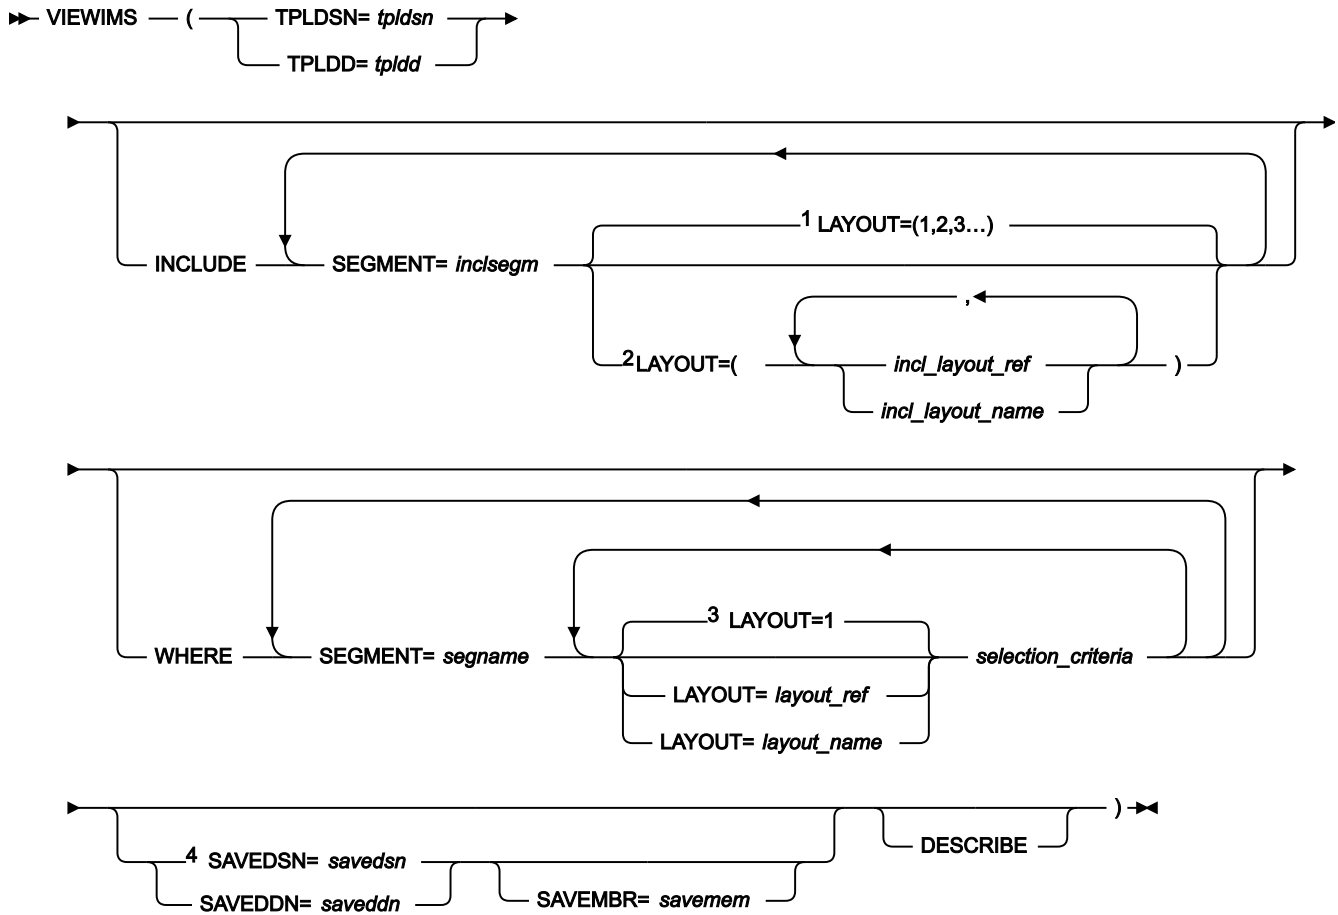 VIEWIMS ( TPLDSN= tpldsn
TPLDD= tpldd
1 LAYOUT=(1,2,3...)
INCLUDE SEGMENT= inclsegm
,
2 LAYOUT=( incl_layout_ref )
incl_layout_name
3 LAYOUT=1
WHERE SEGMENT= segname selection_criteria
LAYOUT= layout_ref
LAYOUT= layout_name
)
DESCRIBE
4 SAVEDSN= savedsn
SAVEDDN= saveddn SAVEMBR= savemem